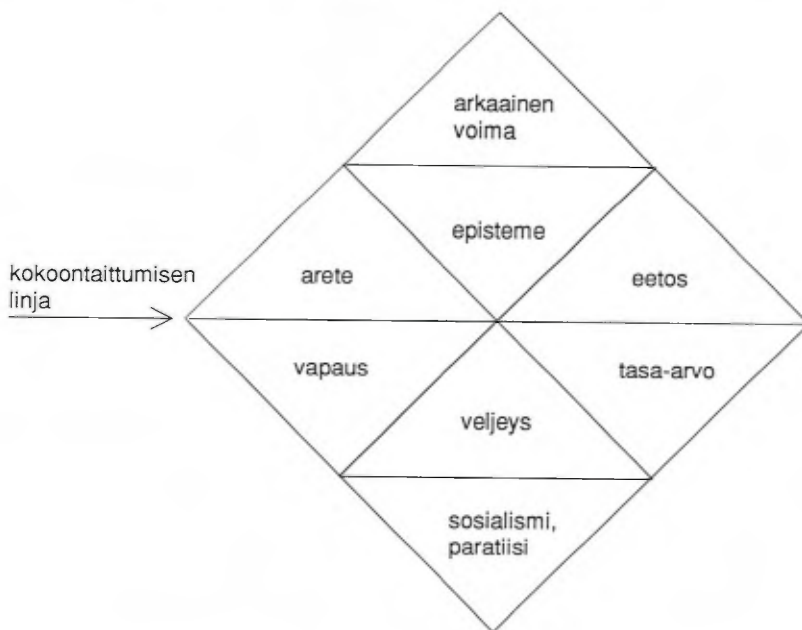 arkaainen
voima
episteme
kokoontaittumisen
linja
arete
eetos
vapaus
tasa-arvo
veljeys
sosialismi,
paratiisi